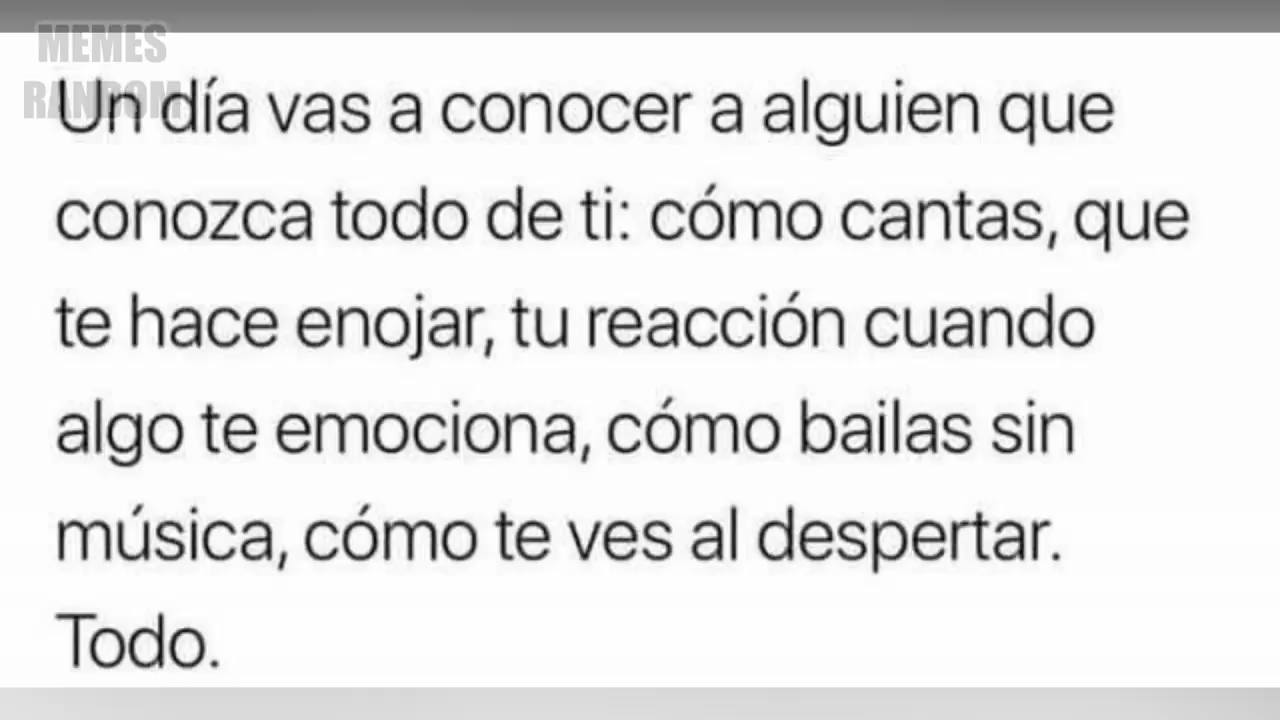 MEMES
RANDOM
Un día vas a conocer a alguien que
conozca todo de ti: cómo cantas, que
te hace enojar, tu reacción cuando
algo te emociona, cómo bailas sin
música, cómo te ves al despertar.
Todo.